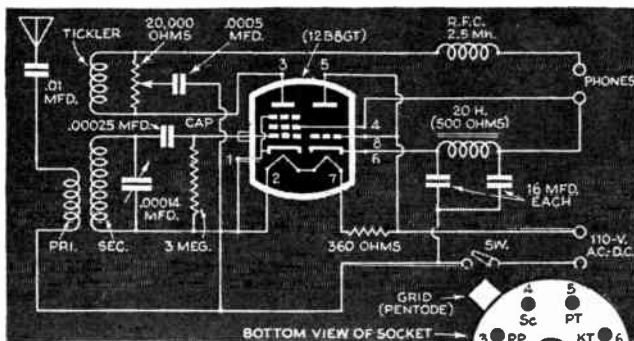 TICKLER
20,000
OHMS
.0005
MFD.
(12B8GT)
R.F.C.
2.5 Mh.
3
5
PHONES
.01
MFD.
.00025 MFD.
CAP
4
8
6
1
2
7
20 H.
(500 OHMS)
16 MFD.
EACH
.00014
MFD.
PRI.
SEC.
3 MEG.
360 OHMS
SW.
110-V.
A.C.-D.C.
GRID
(PENTODE)
BOTTOM VIEW OF SOCKET
4
5
Sc
PT
3
PP
KT
6